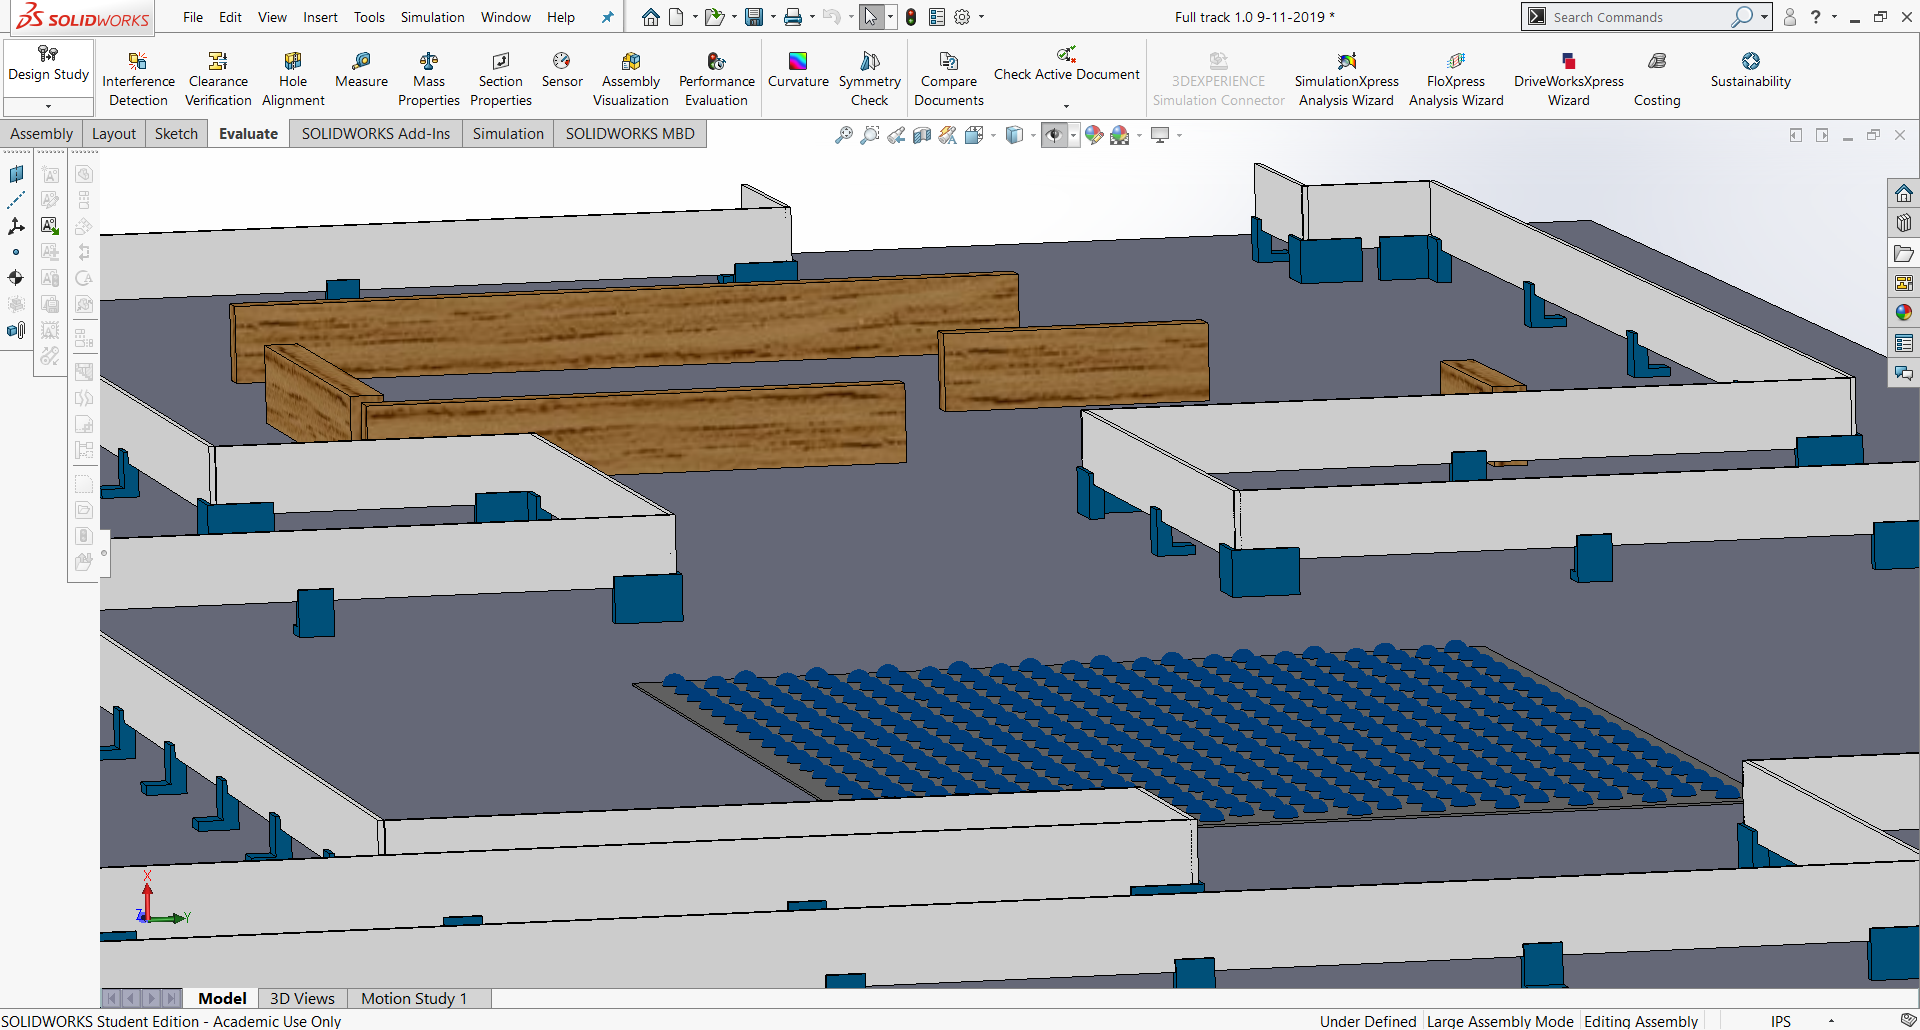 SOLIDWORKS
File Edit View Insert Tools Simulation Window Help
Full track 1.0 9-11-2019 *
Search Commands
?
Design Study
Interference Detection
Clearance Verification
Hole Alignment
Measure
Mass Properties
Section Properties
Sensor
Assembly Visualization
Performance Evaluation
Curvature
Symmetry Check
Compare Documents
Check Active Document
3DEXPERIENCE Simulation Connector
SimulationXpress Analysis Wizard
FloXpress Analysis Wizard
DriveWorksXpress Wizard
Costing
Sustainability
Assembly Layout Sketch Evaluate SOLIDWORKS Add-Ins Simulation SOLIDWORKS MBD
X
Z
Y
Model 3D Views Motion Study 1
SOLIDWORKS Student Edition - Academic Use Only
Under Defined Large Assembly Mode Editing Assembly IPS